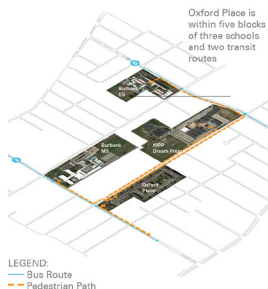 Oxford Place is
within five blocks
of three schools
and two transit
routes
Burbank
ES
Burbank
MS
KIPP
Dream Prep
Oxford
Place
LEGEND:
Bus Route
Pedestrian Path